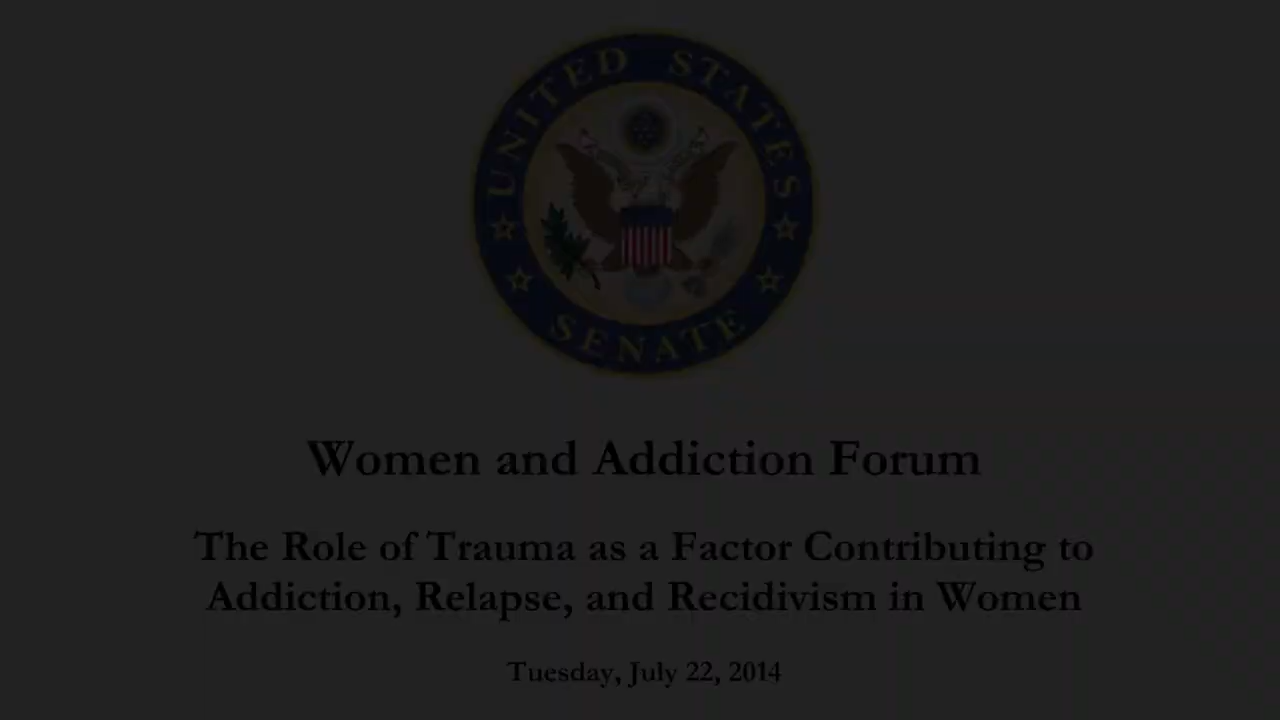 UNITED STATES
SENATE
Women and Addiction Forum
The Role of Trauma as a Factor Contributing to
Addiction, Relapse, and Recidivism in Women
Tuesday, July 22, 2014